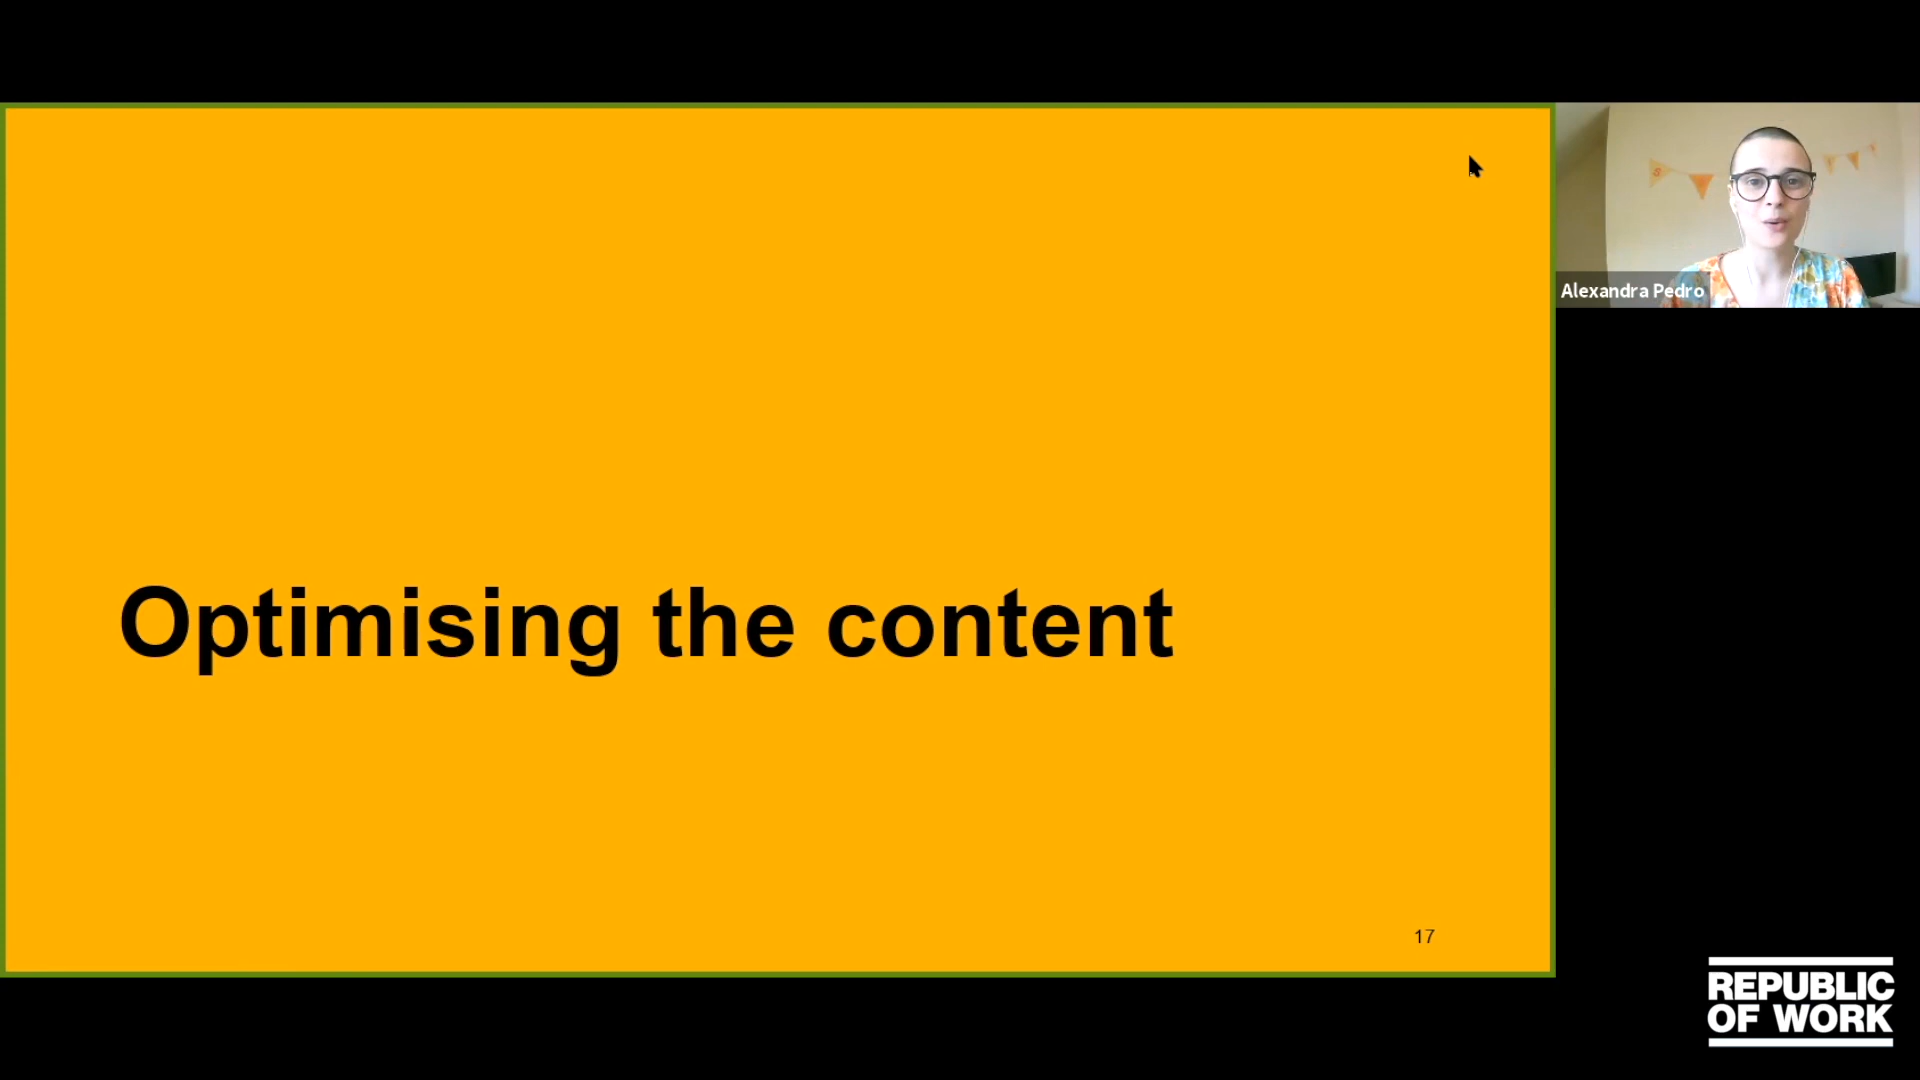 Optimising the content
17
Alexandra Pedro
REPUBLIC
OF WORK